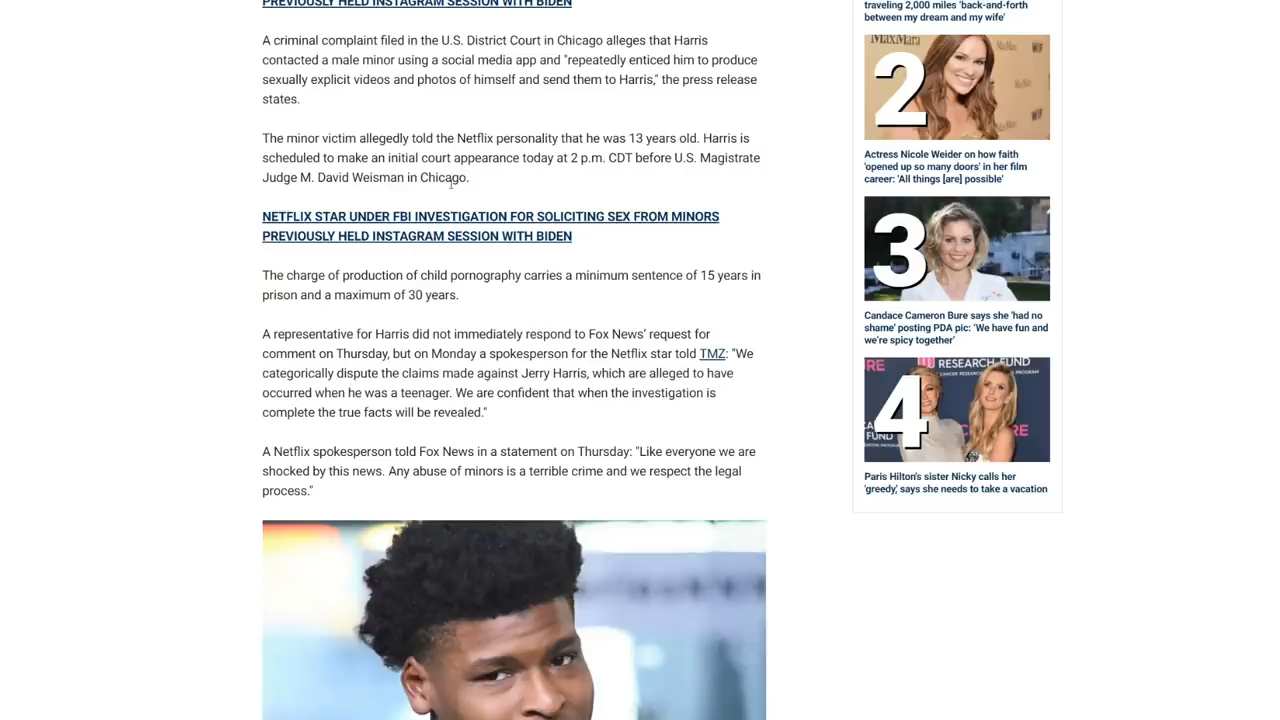 PREVIOUSLY HELD INSTAGRAM SESSION WITH BIDEN
A criminal complaint filed in the U.S. District Court in Chicago alleges that Harris
contacted a male minor using a social media app and "repeatedly enticed him to produce
sexually explicit videos and photos of himself and send them to Harris," the press release
states.
The minor victim allegedly told the Netflix personality that he was 13 years old. Harris is
scheduled to make an initial court appearance today at 2 p.m. CDT before U.S. Magistrate
Judge M. David Weisman in Chicago.
NETFLIX STAR UNDER FBI INVESTIGATION FOR SOLICITING SEX FROM MINORS
PREVIOUSLY HELD INSTAGRAM SESSION WITH BIDEN
The charge of production of child pornography carries a minimum sentence of 15 years in
prison and a maximum of 30 years.
A representative for Harris did not immediately respond to Fox News' request for
comment on Thursday, but on Monday a spokesperson for the Netflix star told TMZ: "We
categorically dispute the claims made against Jerry Harris, which are alleged to have
occurred when he was a teenager. We are confident that when the investigation is
complete the true facts will be revealed."
A Netflix spokesperson told Fox News in a statement on Thursday: "Like everyone we are
shocked by this news. Any abuse of minors is a terrible crime and we respect the legal
process."
traveling 2,000 miles 'back-and-forth
between my dream and my wife'
MaxMara
2
Actress Nicole Weider on how faith
'opened up so many doors' in her film
career: 'All things [are] possible'
3
Candace Cameron Bure says she 'had no
shame' posting PDA pic: 'We have fun and
we're spicy together'
RESEARCH FUND
4
Paris Hilton's sister Nicky calls her
'greedy,' says she needs to take a vacation